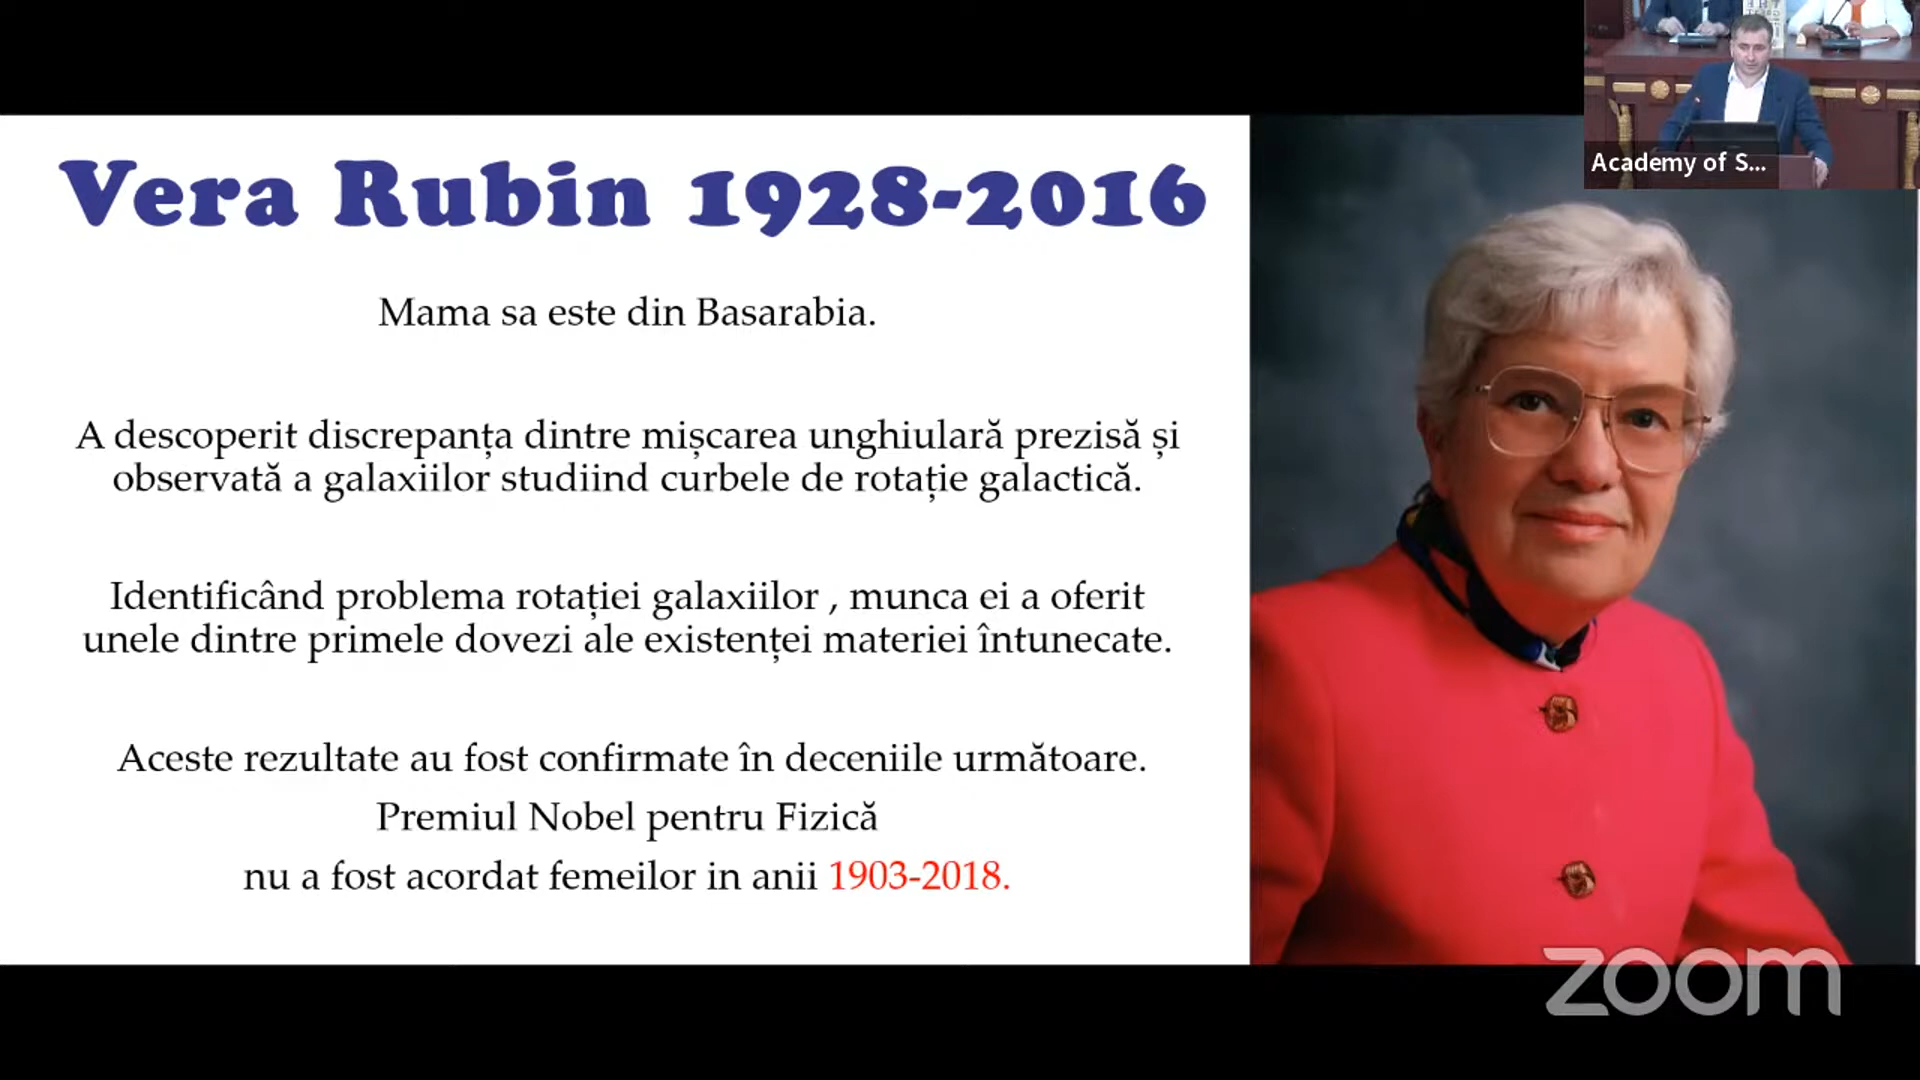 Academy of S...
Vera Rubin 1928-2016
Mama sa este din Basarabia.
A descoperit discrepanța dintre mișcarea unghiulară prezisă și
observată a galaxiilor studiind curbele de rotație galactică.
Identificând problema rotației galaxiilor , munca ei a oferit
unele dintre primele dovezi ale existenței materiei întunecate.
Aceste rezultate au fost confirmate în deceniile următoare.
Premiul Nobel pentru Fizică
nu a fost acordat femeilor in anii 1903-2018.
zoom